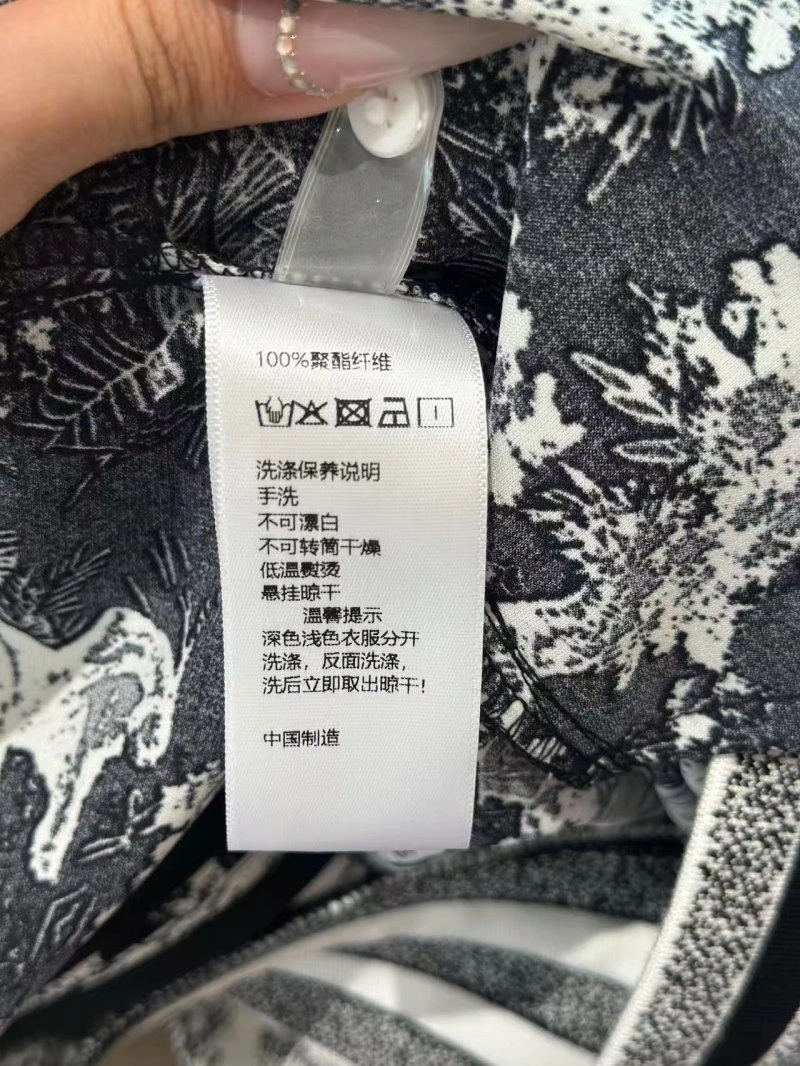 100%聚酯纤维
洗涤保养说明
手洗
不可漂白
不可转筒干燥
低温熨烫
悬挂晾干
温馨提示
深色浅色衣服分开
洗涤，反面洗涤，
洗后立即取出晾干！
中国制造